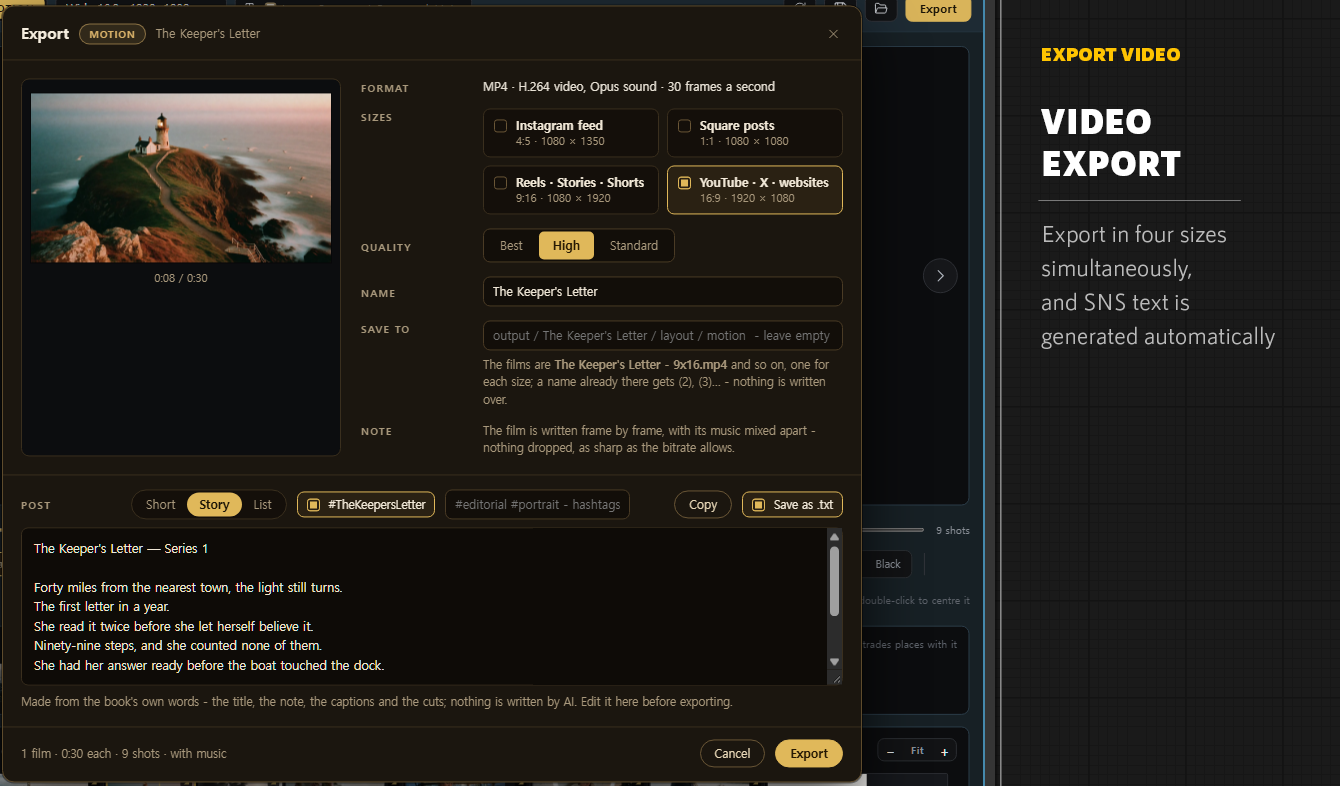 Export
Export MOTION The Keeper's Letter
FORMAT
MP4 · H.264 video, Opus sound · 30 frames a second
SIZES
Instagram feed
4:5 · 1080 × 1350
Square posts
1:1 · 1080 × 1080
Reels · Stories · Shorts
9:16 · 1080 × 1920
YouTube · X · websites
16:9 · 1920 × 1080
0:08 / 0:30
QUALITY
Best High Standard
NAME
The Keeper's Letter
SAVE TO
output / The Keeper's Letter / layout / motion - leave empty
The films are The Keeper's Letter - 9x16.mp4 and so on, one for
each size; a name already there gets (2), (3)... - nothing is written
over.
NOTE
The film is written frame by frame, with its music mixed apart -
nothing dropped, as sharp as the bitrate allows.
POST
Short Story List
#TheKeepersLetter
#editorial #portrait - hashtags
Copy
Save as .txt
The Keeper's Letter — Series 1
Forty miles from the nearest town, the light still turns.
The first letter in a year.
She read it twice before she let herself believe it.
Ninety-nine steps, and she counted none of them.
She had her answer ready before the boat touched the dock.
Made from the book's own words - the title, the note, the captions and the cuts; nothing is written by AI. Edit it here before exporting.
1 film · 0:30 each · 9 shots · with music
Cancel Export
9 shots
Black
double-click to centre it
trades places with it
− Fit +
EXPORT VIDEO
VIDEO
EXPORT
Export in four sizes
simultaneously,
and SNS text is
generated automatically